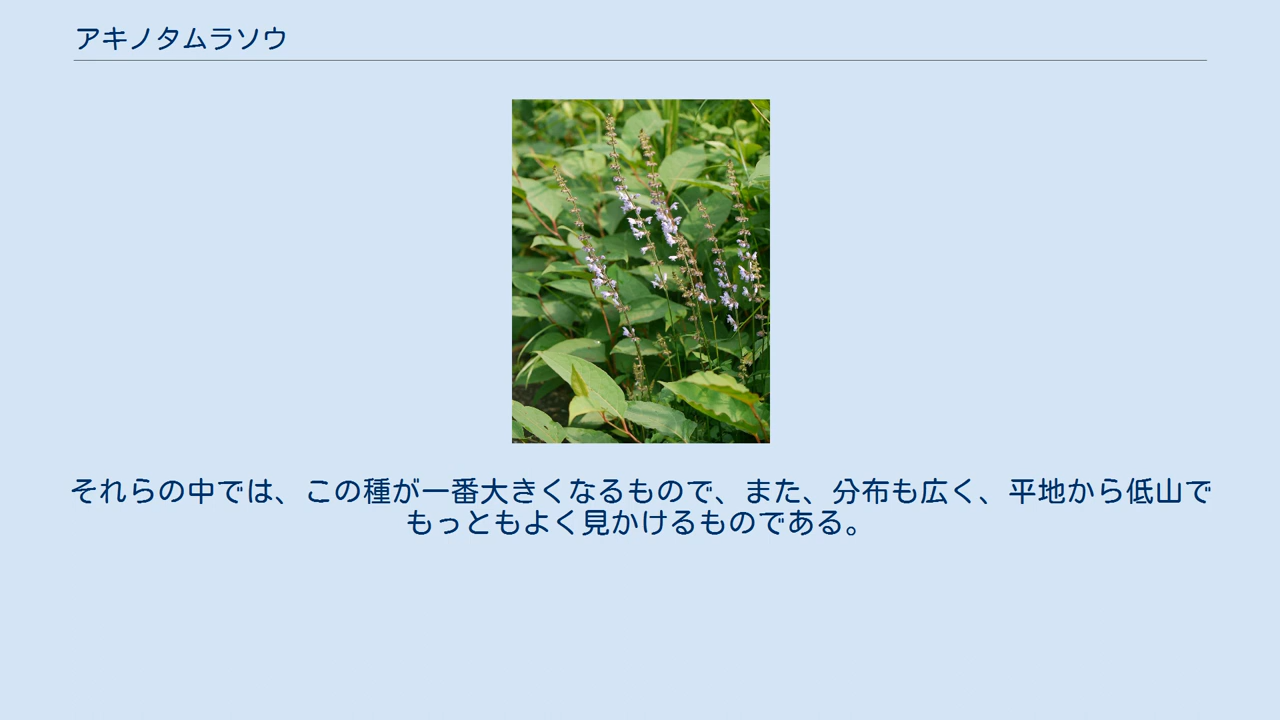 アキノタムラソウ
それらの中では、この種が一番大きくなるもので、また、分布も広く、平地から低山で
もっともよく見かけるものである。